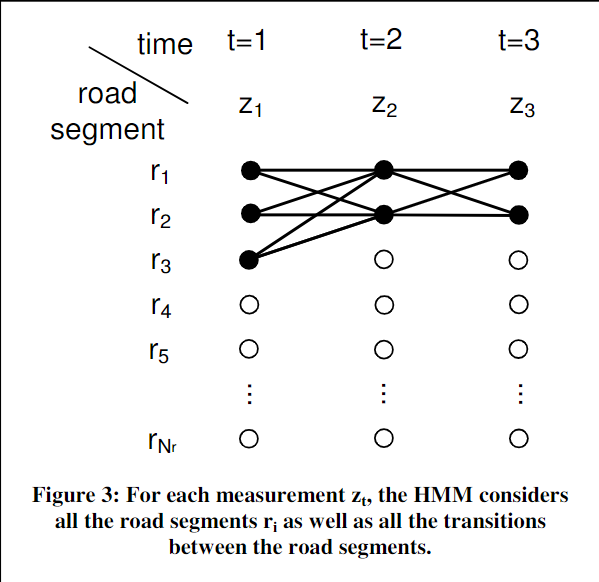 time t=1 t=2 t=3
road
segment
z1 z2 z3
r1
r2
r3
r4
r5
⋮ ⋮ ⋮
rNr
Figure 3: For each measurement zt, the HMM considers
all the road segments ri as well as all the transitions
between the road segments.